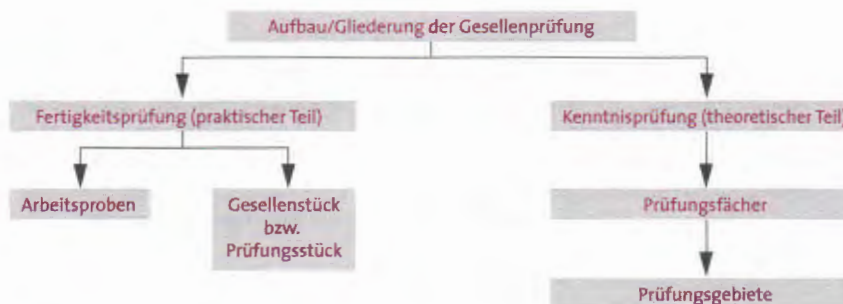 Aufbau/Gliederung der Gesellenprüfung
Fertigkeitsprüfung (praktischer Teil)
Kenntnisprüfung (theoretischer Teil)
Arbeitsproben
Gesellenstück
bzw.
Prüfungsstück
Prüfungsfächer
Prüfungsgebiete